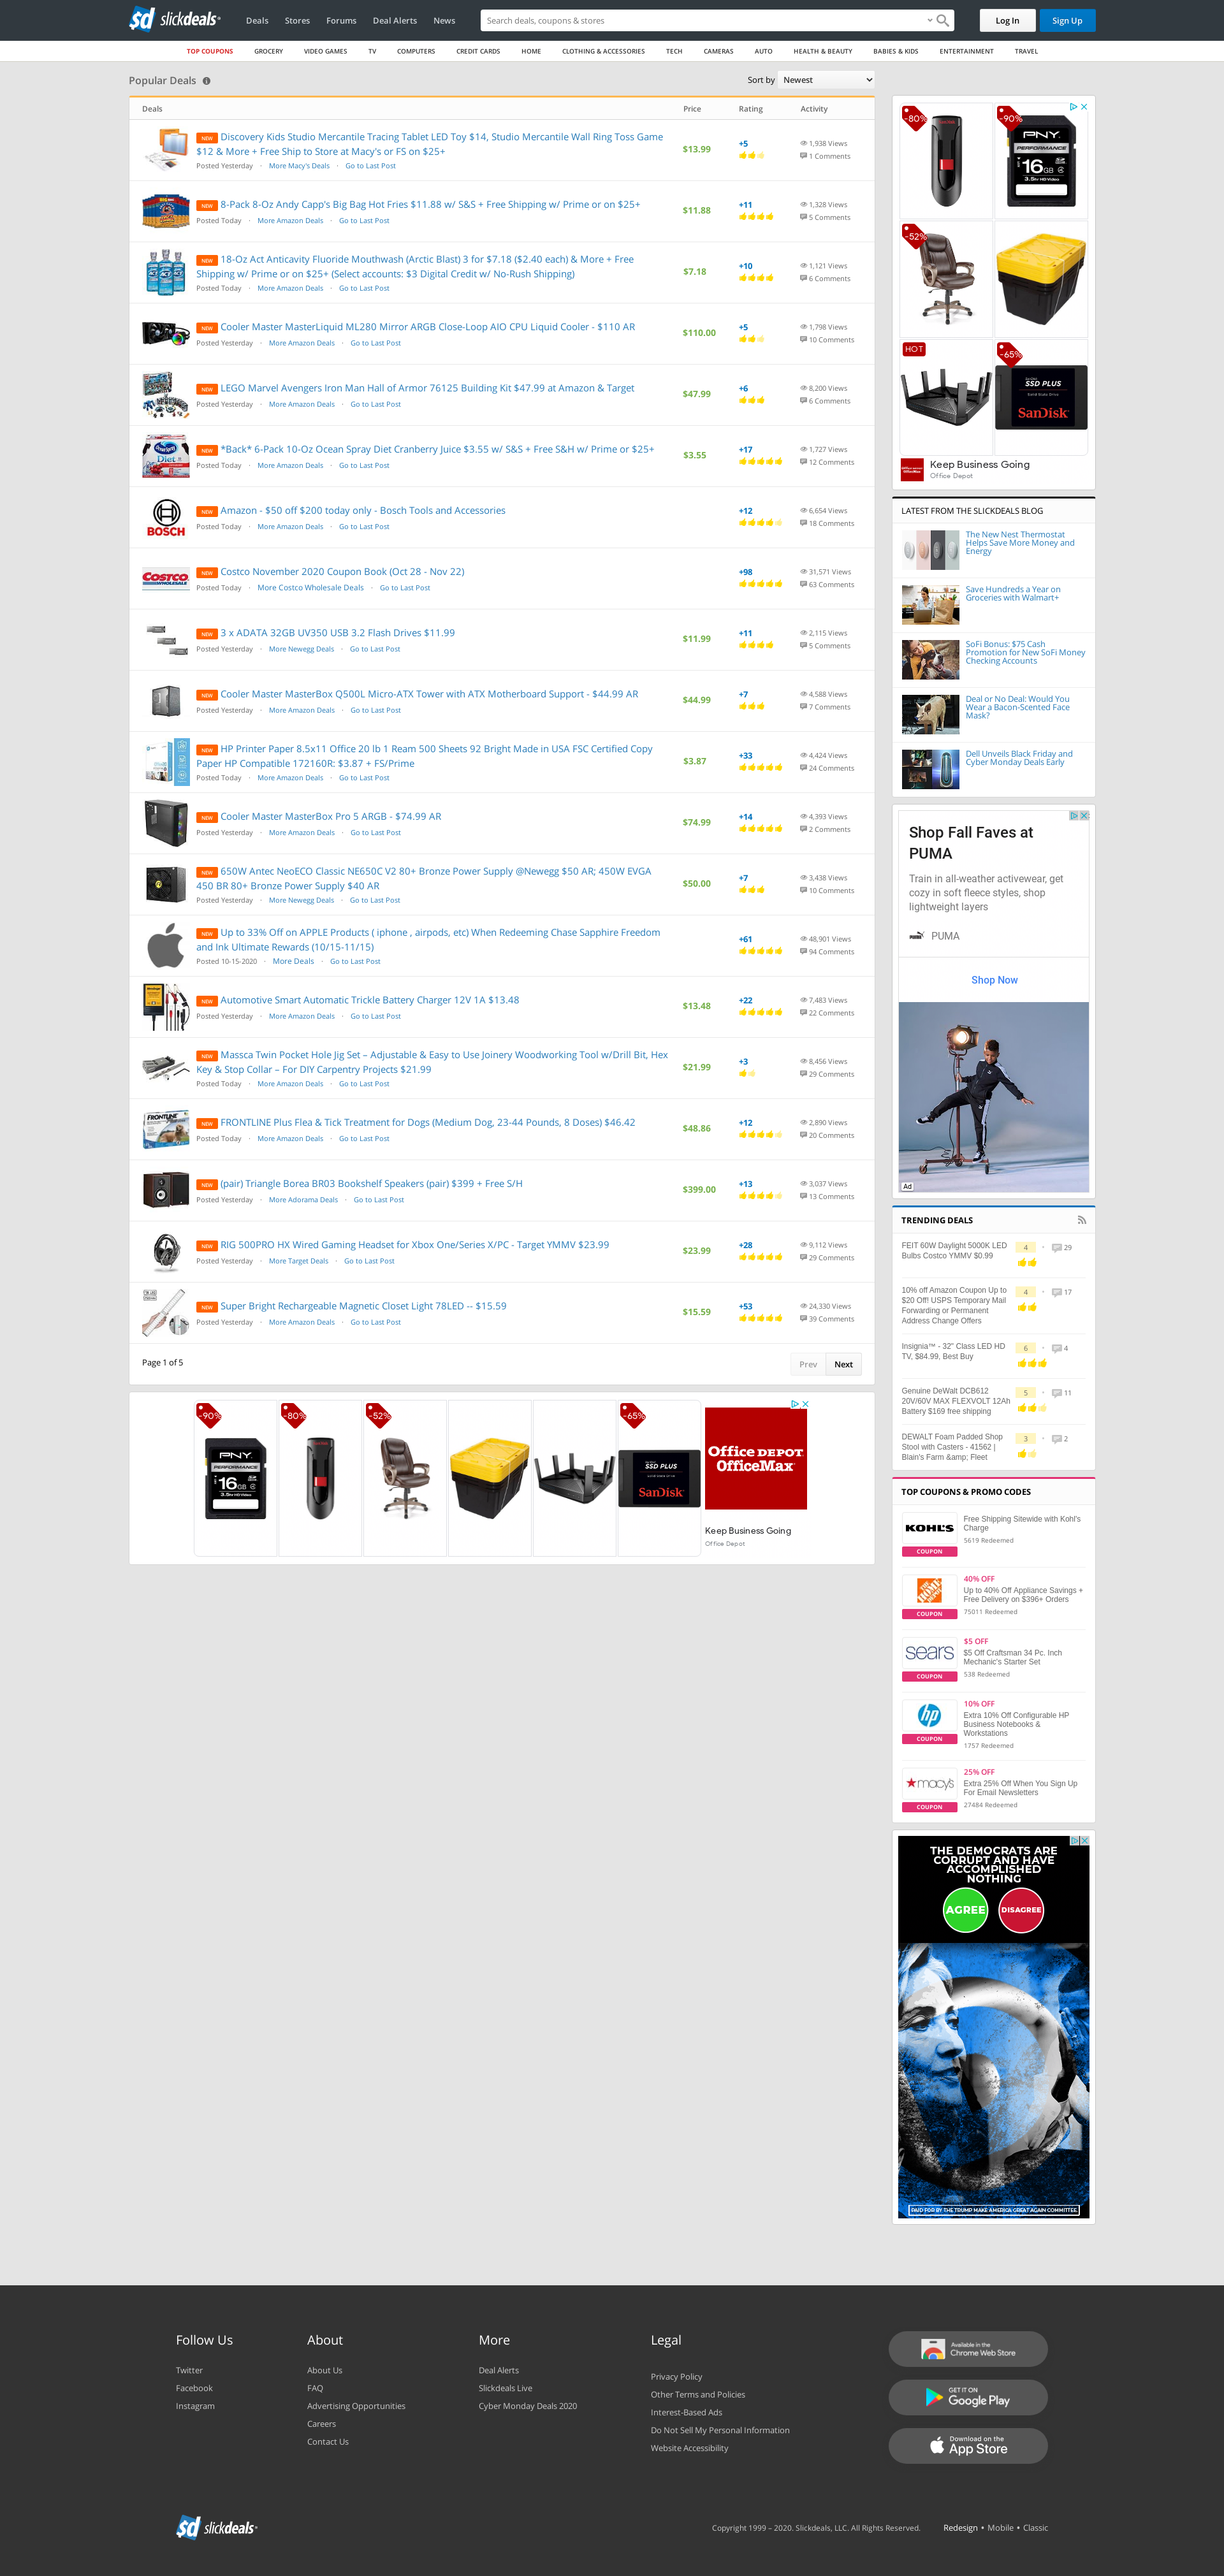 slickdeals
Deals
Stores
Forums
Deal Alerts
News
Search deals, coupons & stores
Log In
Sign Up
TOP COUPONS
GROCERY
VIDEO GAMES
TV
COMPUTERS
CREDIT CARDS
HOME
CLOTHING & ACCESSORIES
TECH
CAMERAS
AUTO
HEALTH & BEAUTY
BABIES & KIDS
ENTERTAINMENT
TRAVEL
Popular Deals
Sort by Newest
Deals Price Rating Activity
NEW Discovery Kids Studio Mercantile Tracing Tablet LED Toy $14, Studio Mercantile Wall Ring Toss Game
$12 & More + Free Ship to Store at Macy's or FS on $25+
Posted Yesterday · More Macy's Deals · Go to Last Post
$13.99
+5
1,938 Views
1 Comments
NEW 8-Pack 8-Oz Andy Capp's Big Bag Hot Fries $11.88 w/ S&S + Free Shipping w/ Prime or on $25+
Posted Today · More Amazon Deals · Go to Last Post
$11.88
+11
1,328 Views
5 Comments
NEW 18-Oz Act Anticavity Fluoride Mouthwash (Arctic Blast) 3 for $7.18 ($2.40 each) & More + Free
Shipping w/ Prime or on $25+ (Select accounts: $3 Digital Credit w/ No-Rush Shipping)
Posted Today · More Amazon Deals · Go to Last Post
$7.18
+10
1,121 Views
6 Comments
NEW Cooler Master MasterLiquid ML280 Mirror ARGB Close-Loop AIO CPU Liquid Cooler - $110 AR
Posted Yesterday · More Amazon Deals · Go to Last Post
$110.00
+5
1,798 Views
10 Comments
NEW LEGO Marvel Avengers Iron Man Hall of Armor 76125 Building Kit $47.99 at Amazon & Target
Posted Yesterday · More Amazon Deals · Go to Last Post
$47.99
+6
8,200 Views
6 Comments
NEW *Back* 6-Pack 10-Oz Ocean Spray Diet Cranberry Juice $3.55 w/ S&S + Free S&H w/ Prime or $25+
Posted Today · More Amazon Deals · Go to Last Post
$3.55
+17
1,727 Views
12 Comments
BOSCH
NEW Amazon - $50 off $200 today only - Bosch Tools and Accessories
Posted Today · More Amazon Deals · Go to Last Post
+12
6,654 Views
18 Comments
COSTCO WHOLESALE
NEW Costco November 2020 Coupon Book (Oct 28 - Nov 22)
Posted Today · More Costco Wholesale Deals · Go to Last Post
+98
31,571 Views
63 Comments
NEW 3 x ADATA 32GB UV350 USB 3.2 Flash Drives $11.99
Posted Yesterday · More Newegg Deals · Go to Last Post
$11.99
+11
2,115 Views
5 Comments
NEW Cooler Master MasterBox Q500L Micro-ATX Tower with ATX Motherboard Support - $44.99 AR
Posted Yesterday · More Amazon Deals · Go to Last Post
$44.99
+7
4,588 Views
7 Comments
NEW HP Printer Paper 8.5x11 Office 20 lb 1 Ream 500 Sheets 92 Bright Made in USA FSC Certified Copy
Paper HP Compatible 172160R: $3.87 + FS/Prime
Posted Today · More Amazon Deals · Go to Last Post
$3.87
+33
4,424 Views
24 Comments
NEW Cooler Master MasterBox Pro 5 ARGB - $74.99 AR
Posted Yesterday · More Amazon Deals · Go to Last Post
$74.99
+14
4,393 Views
2 Comments
NEW 650W Antec NeoECO Classic NE650C V2 80+ Bronze Power Supply @Newegg $50 AR; 450W EVGA
450 BR 80+ Bronze Power Supply $40 AR
Posted Yesterday · More Newegg Deals · Go to Last Post
$50.00
+7
3,438 Views
10 Comments
NEW Up to 33% Off on APPLE Products ( iphone , airpods, etc) When Redeeming Chase Sapphire Freedom
and Ink Ultimate Rewards (10/15-11/15)
Posted 10-15-2020 · More Deals · Go to Last Post
+61
48,901 Views
94 Comments
NEW Automotive Smart Automatic Trickle Battery Charger 12V 1A $13.48
Posted Yesterday · More Amazon Deals · Go to Last Post
$13.48
+22
7,483 Views
22 Comments
NEW Massca Twin Pocket Hole Jig Set – Adjustable & Easy to Use Joinery Woodworking Tool w/Drill Bit, Hex
Key & Stop Collar – For DIY Carpentry Projects $21.99
Posted Today · More Amazon Deals · Go to Last Post
$21.99
+3
8,456 Views
29 Comments
FRONTLINE
NEW FRONTLINE Plus Flea & Tick Treatment for Dogs (Medium Dog, 23-44 Pounds, 8 Doses) $46.42
Posted Today · More Amazon Deals · Go to Last Post
$48.86
+12
2,890 Views
20 Comments
NEW (pair) Triangle Borea BR03 Bookshelf Speakers (pair) $399 + Free S/H
Posted Yesterday · More Adorama Deals · Go to Last Post
$399.00
+13
3,037 Views
13 Comments
NEW RIG 500PRO HX Wired Gaming Headset for Xbox One/Series X/PC - Target YMMV $23.99
Posted Yesterday · More Target Deals · Go to Last Post
$23.99
+28
9,112 Views
29 Comments
NEW Super Bright Rechargeable Magnetic Closet Light 78LED -- $15.59
Posted Yesterday · More Amazon Deals · Go to Last Post
$15.59
+53
24,330 Views
39 Comments
Page 1 of 5
Prev
Next
-90%
PNY
PERFORMANCE
16GB
-80%
-52%
-65%
SSD PLUS
SanDisk
Office DEPOT
OfficeMax
Keep Business Going
Office Depot
-80%
-90%
PNY
PERFORMANCE
16GB
-52%
HOT
-65%
SSD PLUS
SanDisk
Keep Business Going
Office Depot
LATEST FROM THE SLICKDEALS BLOG
The New Nest Thermostat
Helps Save More Money and
Energy
Save Hundreds a Year on
Groceries with Walmart+
SoFi Bonus: $75 Cash
Promotion for New SoFi Money
Checking Accounts
Deal or No Deal: Would You
Wear a Bacon-Scented Face
Mask?
Dell Unveils Black Friday and
Cyber Monday Deals Early
Shop Fall Faves at
PUMA
Train in all-weather activewear, get
cozy in soft fleece styles, shop
lightweight layers
PUMA
Shop Now
Ad
TRENDING DEALS
FEIT 60W Daylight 5000K LED
Bulbs Costco YMMV $0.99
4 · 29
10% off Amazon Coupon Up to
$20 Off! USPS Temporary Mail
Forwarding or Permanent
Address Change Offers
4 · 17
Insignia™ - 32" Class LED HD
TV, $84.99, Best Buy
6 · 4
Genuine DeWalt DCB612
20V/60V MAX FLEXVOLT 12Ah
Battery $169 free shipping
5 · 11
DEWALT Foam Padded Shop
Stool with Casters - 41562 |
Blain's Farm &amp; Fleet
3 · 2
TOP COUPONS & PROMO CODES
KOHL'S
COUPON
Free Shipping Sitewide with Kohl's
Charge
5619 Redeemed
COUPON
40% OFF
Up to 40% Off Appliance Savings +
Free Delivery on $396+ Orders
75011 Redeemed
sears
COUPON
$5 OFF
$5 Off Craftsman 34 Pc. Inch
Mechanic's Starter Set
538 Redeemed
hp
COUPON
10% OFF
Extra 10% Off Configurable HP
Business Notebooks &
Workstations
1757 Redeemed
macy's
COUPON
25% OFF
Extra 25% Off When You Sign Up
For Email Newsletters
27484 Redeemed
THE DEMOCRATS ARE
CORRUPT AND HAVE
ACCOMPLISHED
NOTHING
AGREE
DISAGREE
PAID FOR BY THE TRUMP MAKE AMERICA GREAT AGAIN COMMITTEE.
Follow Us
Twitter
Facebook
Instagram
About
About Us
FAQ
Advertising Opportunities
Careers
Contact Us
More
Deal Alerts
Slickdeals Live
Cyber Monday Deals 2020
Legal
Privacy Policy
Other Terms and Policies
Interest-Based Ads
Do Not Sell My Personal Information
Website Accessibility
Available in the
Chrome Web Store
GET IT ON
Google Play
Download on the
App Store
slickdeals
Copyright 1999 – 2020. Slickdeals, LLC. All Rights Reserved.
Redesign • Mobile • Classic